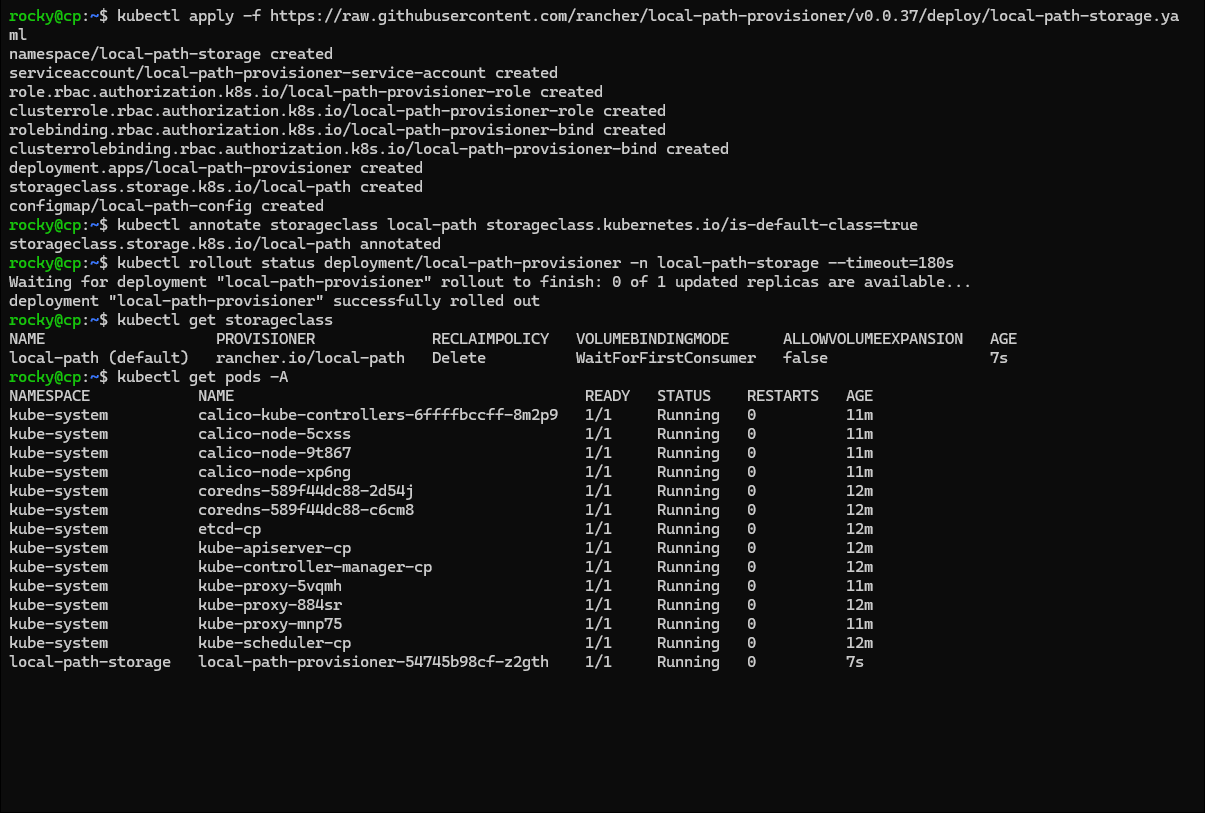 rocky@cp:~$ kubectl apply -f https://raw.githubusercontent.com/rancher/local-path-provisioner/v0.0.37/deploy/local-path-storage.ya
ml
namespace/local-path-storage created
serviceaccount/local-path-provisioner-service-account created
role.rbac.authorization.k8s.io/local-path-provisioner-role created
clusterrole.rbac.authorization.k8s.io/local-path-provisioner-role created
rolebinding.rbac.authorization.k8s.io/local-path-provisioner-bind created
clusterrolebinding.rbac.authorization.k8s.io/local-path-provisioner-bind created
deployment.apps/local-path-provisioner created
storageclass.storage.k8s.io/local-path created
configmap/local-path-config created
rocky@cp:~$ kubectl annotate storageclass local-path storageclass.kubernetes.io/is-default-class=true
storageclass.storage.k8s.io/local-path annotated
rocky@cp:~$ kubectl rollout status deployment/local-path-provisioner -n local-path-storage --timeout=180s
Waiting for deployment "local-path-provisioner" rollout to finish: 0 of 1 updated replicas are available...
deployment "local-path-provisioner" successfully rolled out
rocky@cp:~$ kubectl get storageclass
NAME                   PROVISIONER             RECLAIMPOLICY   VOLUMEBINDINGMODE      ALLOWVOLUMEEXPANSION   AGE
local-path (default)   rancher.io/local-path   Delete          WaitForFirstConsumer   false                  7s
rocky@cp:~$ kubectl get pods -A
NAMESPACE            NAME                                       READY   STATUS    RESTARTS   AGE
kube-system          calico-kube-controllers-6ffffbccff-8m2p9   1/1     Running   0          11m
kube-system          calico-node-5cxss                          1/1     Running   0          11m
kube-system          calico-node-9t867                          1/1     Running   0          11m
kube-system          calico-node-xp6ng                          1/1     Running   0          11m
kube-system          coredns-589f44dc88-2d54j                   1/1     Running   0          12m
kube-system          coredns-589f44dc88-c6cm8                   1/1     Running   0          12m
kube-system          etcd-cp                                    1/1     Running   0          12m
kube-system          kube-apiserver-cp                          1/1     Running   0          12m
kube-system          kube-controller-manager-cp                 1/1     Running   0          12m
kube-system          kube-proxy-5vqmh                           1/1     Running   0          11m
kube-system          kube-proxy-884sr                           1/1     Running   0          12m
kube-system          kube-proxy-mnp75                           1/1     Running   0          11m
kube-system          kube-scheduler-cp                          1/1     Running   0          12m
local-path-storage   local-path-provisioner-54745b98cf-z2gth    1/1     Running   0          7s